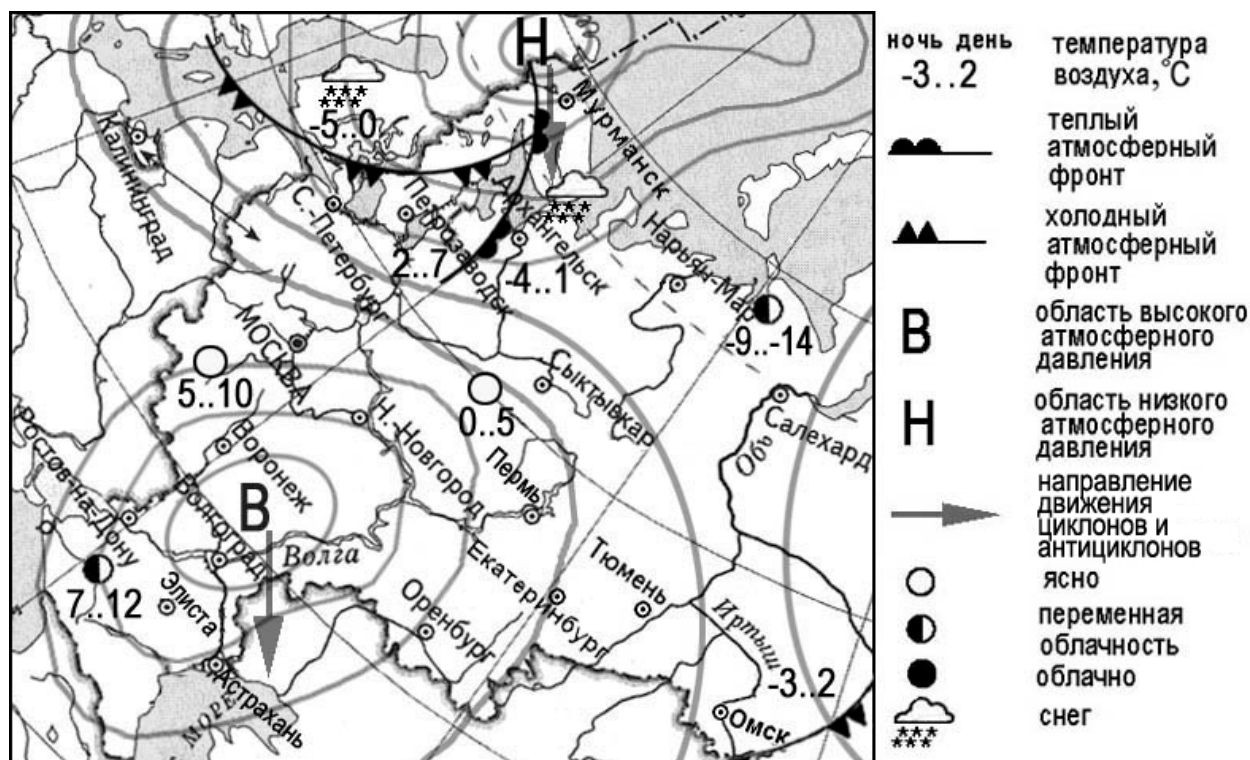 Н
-5..0
Мурманск
Калининград
С.-Петербург
Петрозаводск
Архангельск
2..7
-4..1
Нарьян-Мар
-9..-14
МОСКВА
5..10
Сыктывкар
0..5
Салехард
Обь
Н.-Новгород
Пермь
Воронеж
Ростов-на-Дону
Волгоград
В
Волга
Екатеринбург
Тюмень
7..12
Элиста
Оренбург
Иртыш
-3..2
Астрахань
МОРЕ
Омск
ночь день
-3..2
температура
воздуха, °С
теплый
атмосферный
фронт
холодный
атмосферный
фронт
В
область высокого
атмосферного
давления
Н
область низкого
атмосферного
давления
направление
движения
циклонов и
антициклонов
ясно
переменная
облачность
облачно
снег